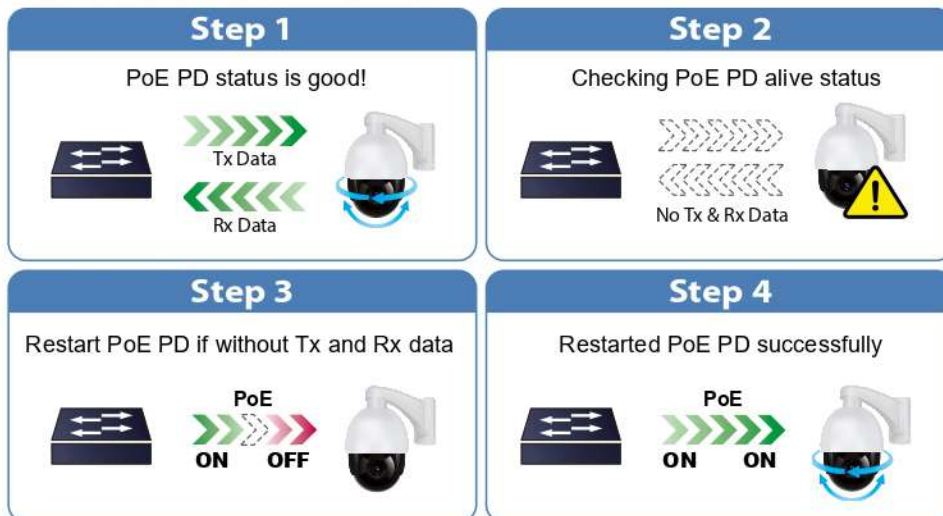 Step 1
PoE PD status is good!
Tx Data
Rx Data
Step 2
Checking PoE PD alive status
No Tx & Rx Data
Step 3
Restart PoE PD if without Tx and Rx data
PoE
ON OFF
Step 4
Restarted PoE PD successfully
PoE
ON ON